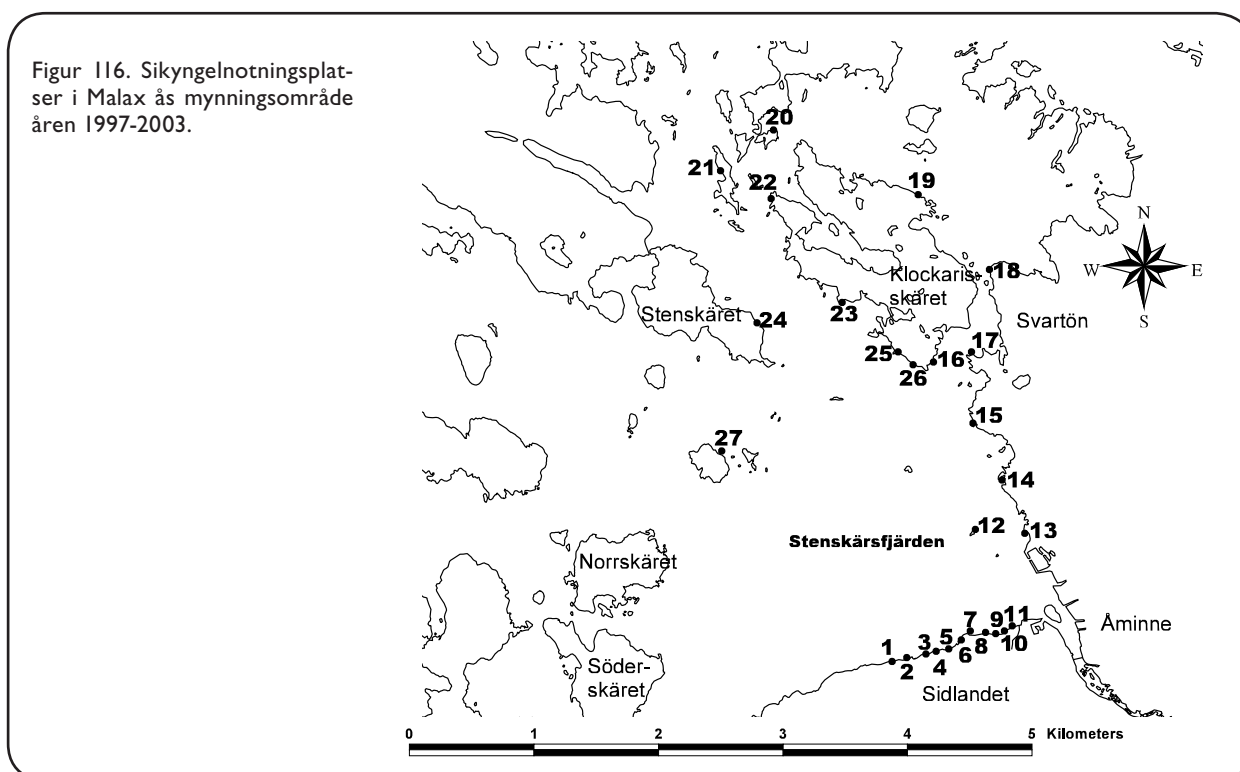 Figur 116. Sikyngelnotningsplat-
ser i Malax ås mynningsområde
åren 1997-2003.
20
21
22
19
N
W E
S
18
Klockaris-
skäret
23
Stenskäret
24
Svartön
17
25
16
26
15
27
14
12
13
Stenskärsfjärden
Norrskäret
11
7
9
Åminne
5
8
10
3
6
1
4
2
Söder-
skäret
Sidlandet
0 1 2 3 4 5 Kilometers